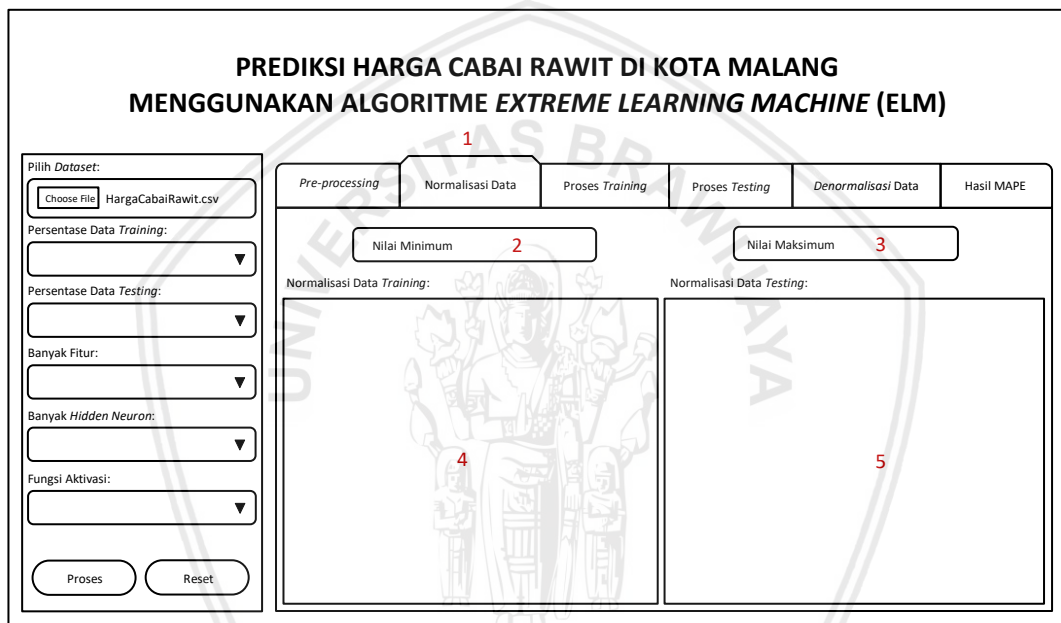 PREDIKSI HARGA CABAI RAWIT DI KOTA MALANG
MENGGUNAKAN ALGORITME EXTREME LEARNING MACHINE (ELM)
1
Pilih Dataset:
Choose File HargaCabaiRawit.csv
Persentase Data Training:
Persentase Data Testing:
Banyak Fitur:
Banyak Hidden Neuron:
Fungsi Aktivasi:
Proses Reset
Pre-processing Normalisasi Data Proses Training Proses Testing Denormalisasi Data Hasil MAPE
Nilai Minimum 2 Nilai Maksimum 3
Normalisasi Data Training: Normalisasi Data Testing:
4 5
UNIVERSITAS BRAWIJAYA